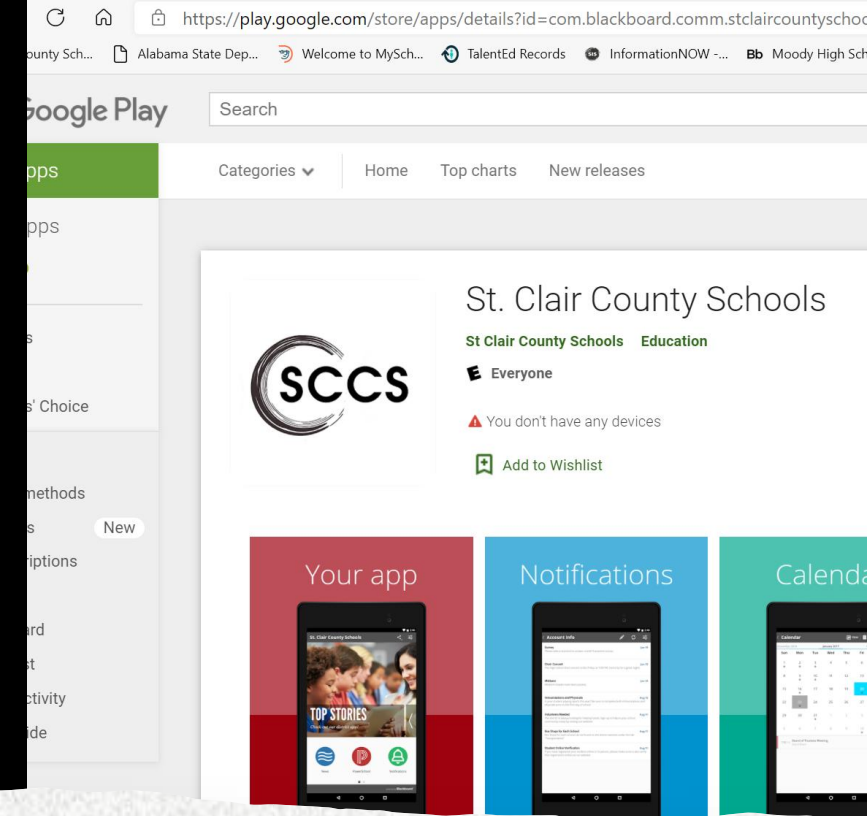 https://play.google.com/store/apps/details?id=com.blackboard.comm.stclaircountyschoo
ounty Sch... Alabama State Dep... Welcome to MySch... TalentEd Records sis InformationNOW -... Bb Moody High Sch
Google Play Search
pps Categories Home Top charts New releases
pps
s
s' Choice
methods
s New
riptions
ard
st
ctivity
ide
St. Clair County Schools
St Clair County Schools Education
E Everyone
You don't have any devices
Add to Wishlist
SCCS
Your app Notifications Calenda
St. Clair County Schools
TOP STORIES
Account Info
Calendar